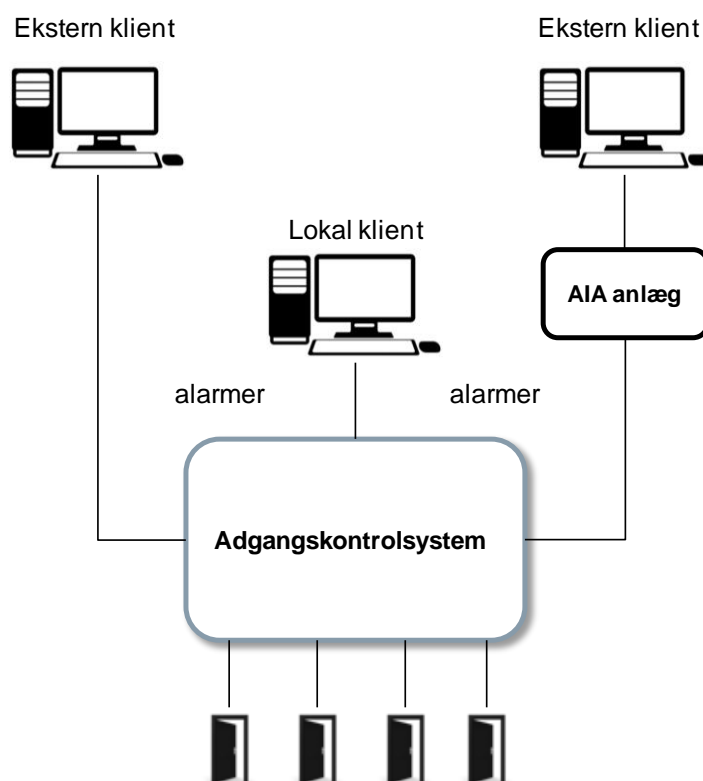 Ekstern klient
Ekstern klient
Lokal klient
AIA anlæg
alarmer
alarmer
Adgangskontrolsystem